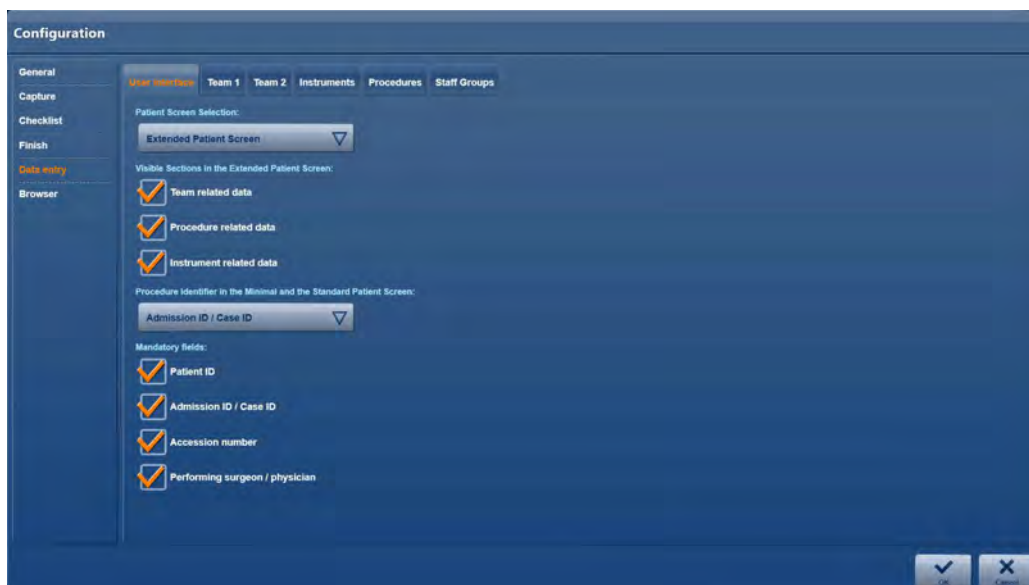 Configuration
General
Capture
Checklist
Finish
Data entry
Browser
User Interface Team 1 Team 2 Instruments Procedures Staff Groups
Patient Screen Selection:
Extended Patient Screen
Visible Sections in the Extended Patient Screen:
Team related data
Procedure related data
Instrument related data
Procedure Identifier in the Minimal and the Standard Patient Screen:
Admission ID / Case ID
Mandatory fields:
Patient ID
Admission ID / Case ID
Accession number
Performing surgeon / physician
OK Cancel